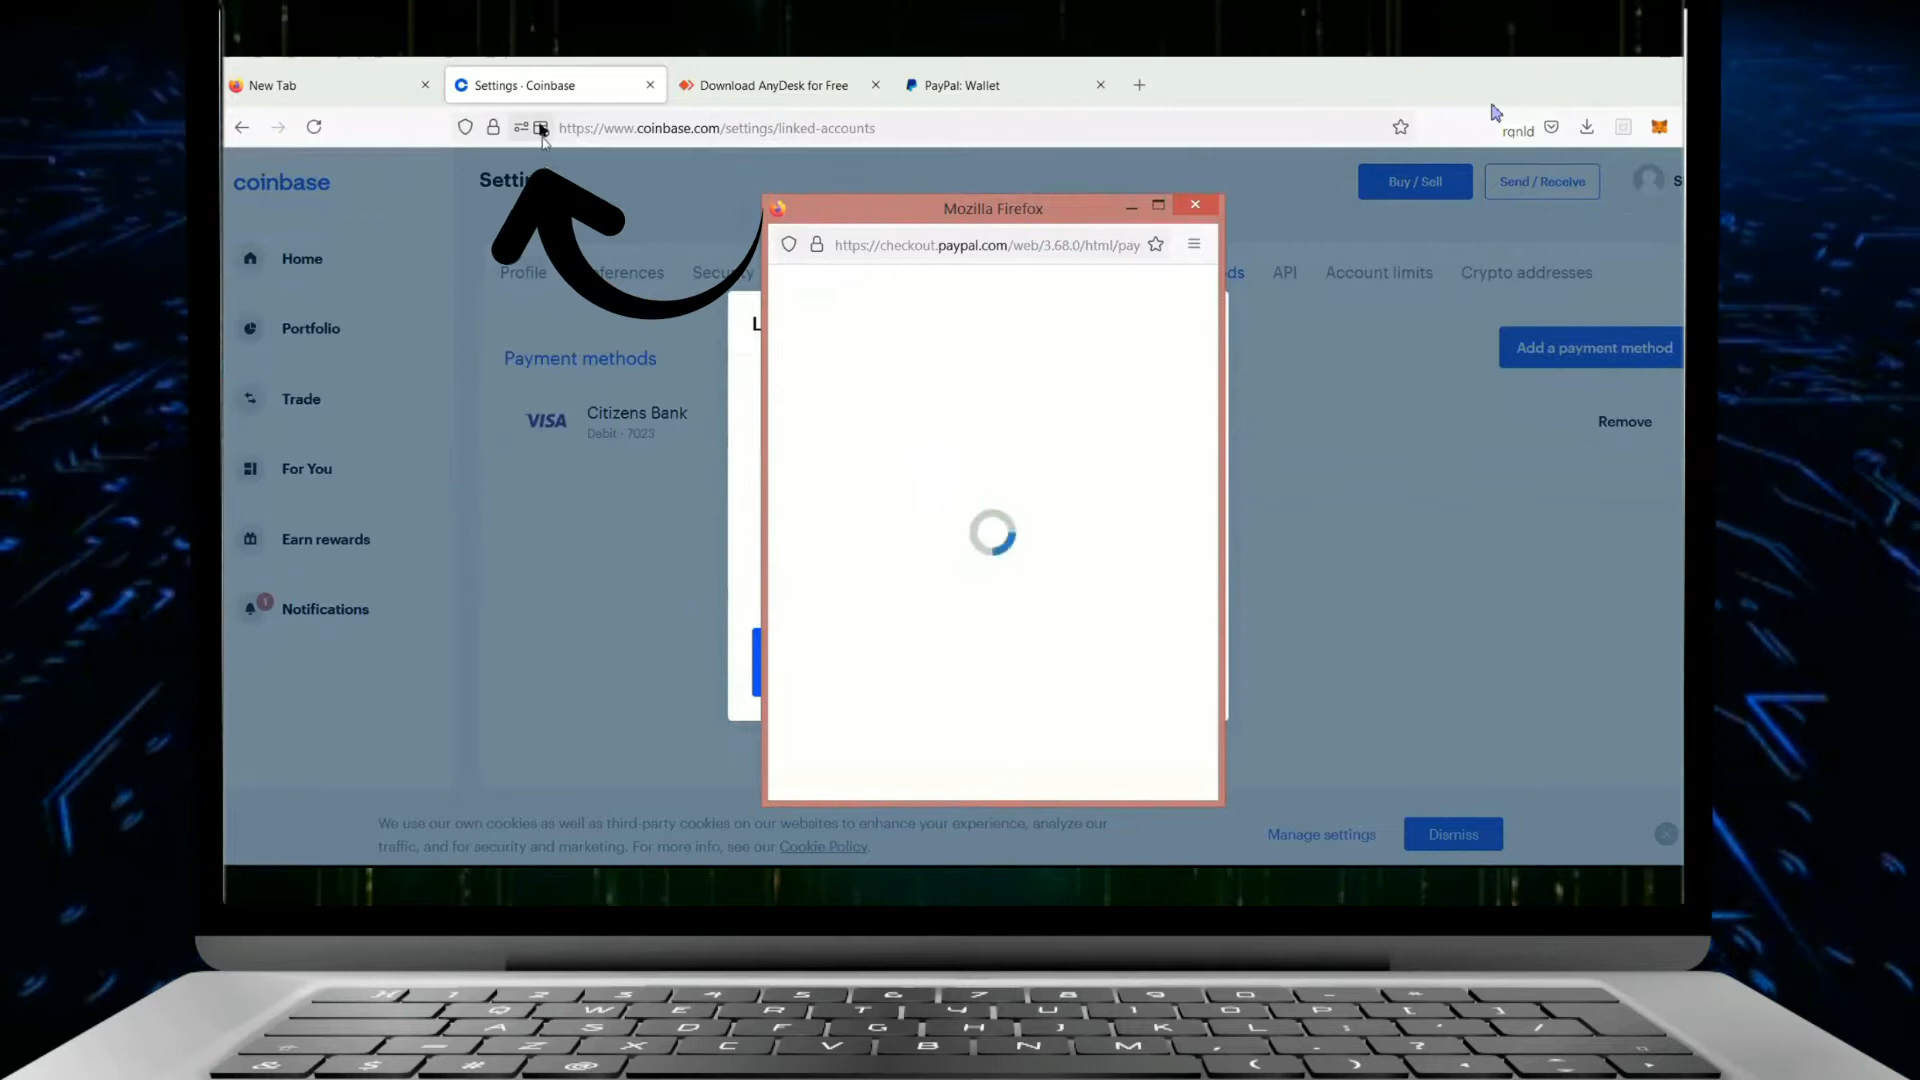 New Tab
Settings - Coinbase
Download AnyDesk for Free
PayPal: Wallet
https://www.coinbase.com/settings/linked-accounts
rqnld
coinbase
Buy / Sell
Send / Receive
S
Mozilla Firefox
https://checkout.paypal.com/web/3.68.0/html/pay
Home
Portfolio
Trade
For You
Earn rewards
1
Notifications
Profile
API
Account limits
Crypto addresses
Payment methods
Add a payment method
VISA
Citizens Bank
Debit · 7023
Remove
We use our own cookies as well as third-party cookies on our websites to enhance your experience, analyze our
traffic, and for security and marketing. For more info, see our Cookie Policy.
Manage settings
Dismiss
Q W E R T Y U I O P
A S D F G H J K L
Z X C V B N M